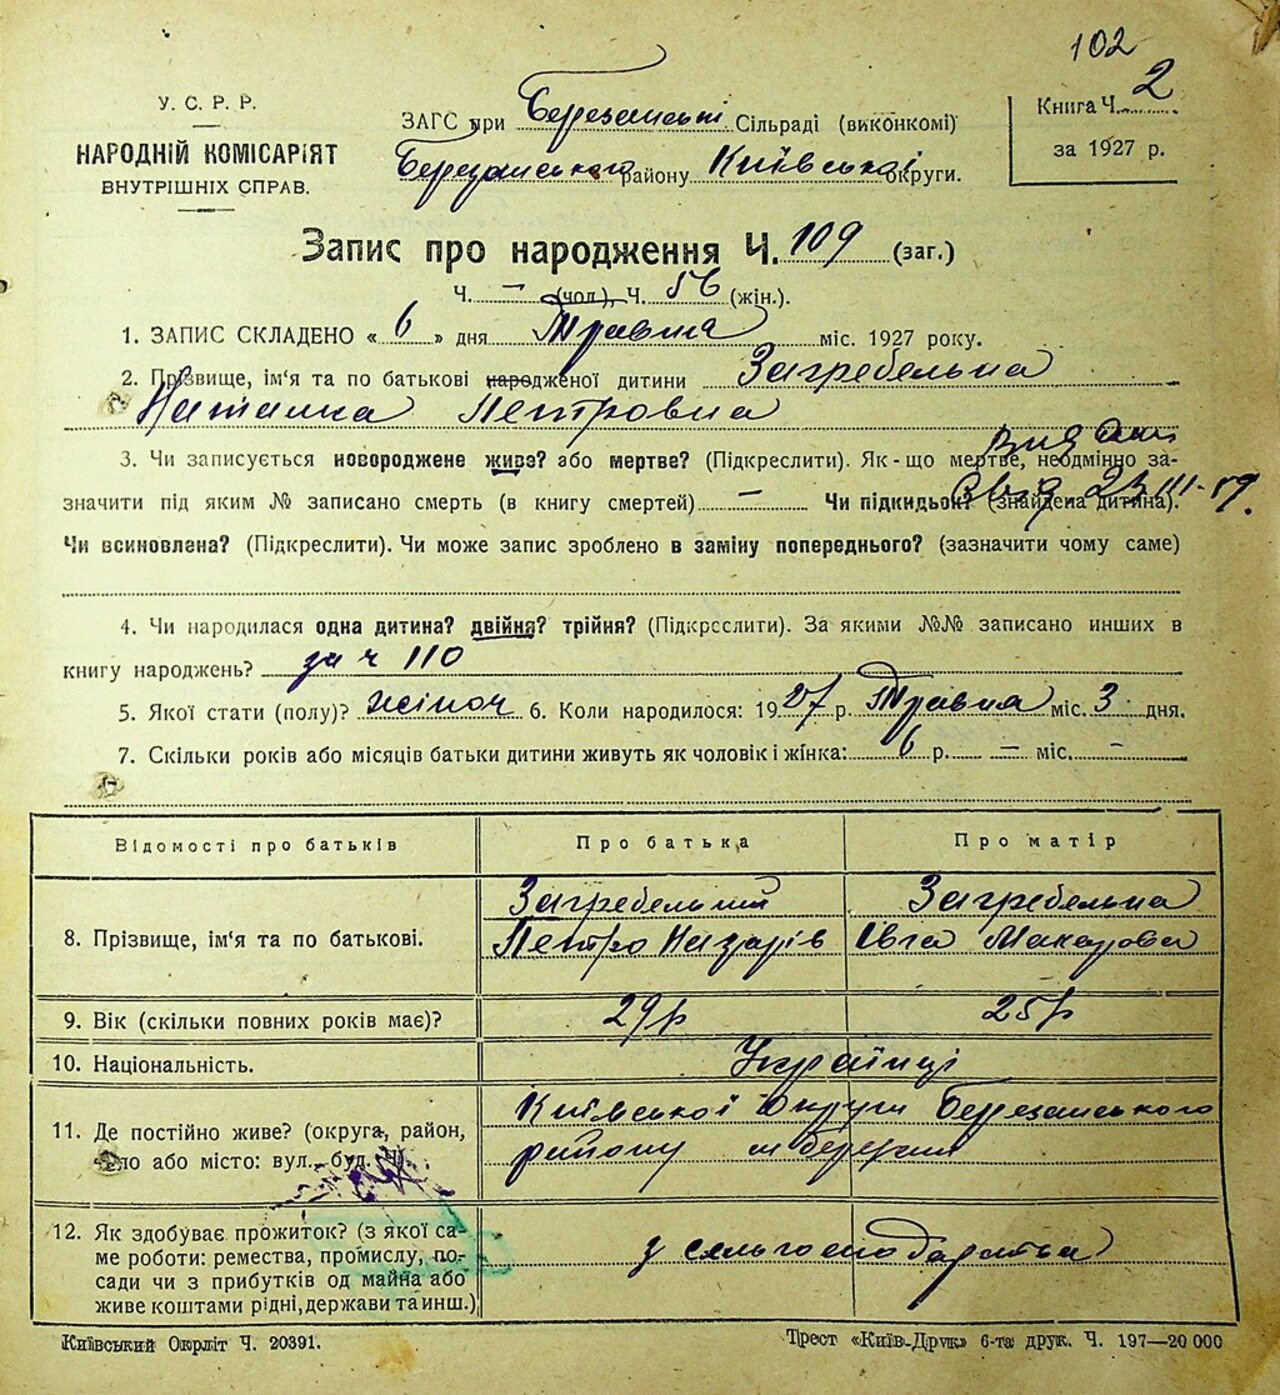 102
У. С. Р. Р.
НАРОДНІЙ КОМІСАРІЯТ
ВНУТРІШНІХ СПРАВ.
ЗАГС при Березанські Сільраді (виконкомі)
Березанського району Київської округи.
Книга Ч. 2
за 1927 р.
Запис про народження Ч. 109 (заг.)
Ч. — (чол.), Ч. 56 (жін.).
1. ЗАПИС СКЛАДЕНО « 6 » дня Травня міс. 1927 року.
2. Прізвище, ім'я та по батькові народженої дитини Загребельна
Наталка Петровна
3. Чи записується новороджене живе? або мертве? (Підкреслити). Як-що мертве, неодмінно за-
значити під яким № записано смерть (в книгу смертей) — Чи підкидьок? (знайдена дитина).
23 III-59.
Чи всиновлена? (Підкреслити). Чи може запис зроблено в заміну попереднього? (зазначити чому саме)
4. Чи народилася одна дитина? двійня? трійня? (Підкреслити). За якими №№ записано инших в
книгу народжень? за ч 110
5. Якої стати (полу)? жіноч 6. Коли народилося: 1927 р. Травня міс. 3 дня.
7. Скільки років або місяців батьки дитини живуть як чоловік і жінка: 6 р. — міс. —
Відомості про батьків Про батька Про матір
8. Прізвище, ім'я та по батькові.
Загребельний
Петро Назарів
Загребельна
Євга Макарова
9. Вік (скільки повних років має)? 29 р 25 р
10. Національність. Українці
11. Де постійно живе? (округа, район,
село або місто: вул., буд. Ч.).
Київської Округи Березанського
району м Березань
12. Як здобуває прожиток? (з якої са-
ме роботи: ремества, промислу, по-
сади чи з прибутків од майна або
живе коштами рідні, держави та инш.)
з сельгосподарства
Київський Окрліт Ч. 20391.
Трест «Київ-Друк» 6-та друк. Ч. 197—20 000